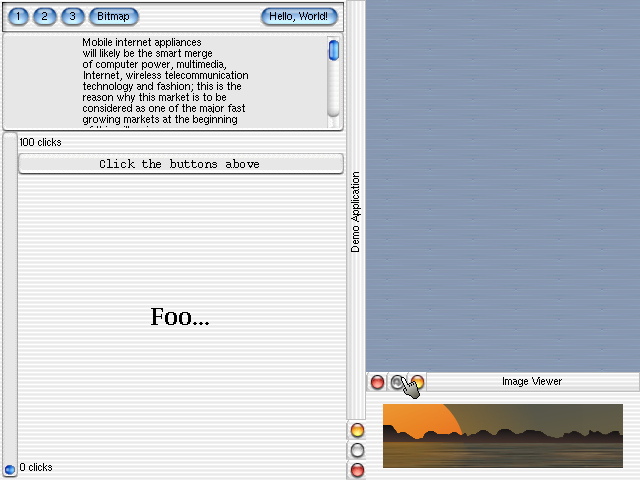 1 2 3 Bitmap Hello, World!
Mobile internet appliances
will likely be the smart merge
of computer power, multimedia,
Internet, wireless telecommunication
technology and fashion; this is the
reason why this market is to be
considered as one of the major fast
growing markets at the beginning
100 clicks
Click the buttons above
Foo...
0 clicks
Demo Application
Image Viewer